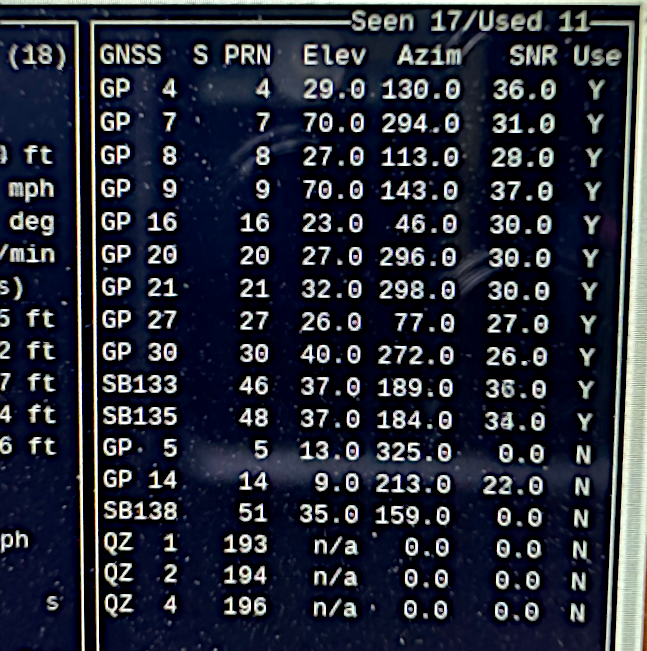 Seen 17/Used 11
(18) GNSS S PRN Elev Azim SNR Use
GP 4 4 29.0 130.0 36.0 Y
GP 7 7 70.0 294.0 31.0 Y
ft GP 8 8 27.0 113.0 28.0 Y
mph GP 9 9 70.0 143.0 37.0 Y
deg GP 16 16 23.0 46.0 30.0 Y
/min GP 20 20 27.0 296.0 30.0 Y
s) GP 21 21 32.0 298.0 30.0 Y
5 ft GP 27 27 26.0 77.0 27.0 Y
2 ft GP 30 30 40.0 272.0 26.0 Y
7 ft SB133 46 37.0 189.0 36.0 Y
4 ft SB135 48 37.0 184.0 34.0 Y
6 ft GP 5 5 13.0 325.0 0.0 N
GP 14 14 9.0 213.0 22.0 N
SB138 51 35.0 159.0 0.0 N
ph QZ 1 193 n/a 0.0 0.0 N
QZ 2 194 n/a 0.0 0.0 N
s QZ 4 196 n/a 0.0 0.0 N